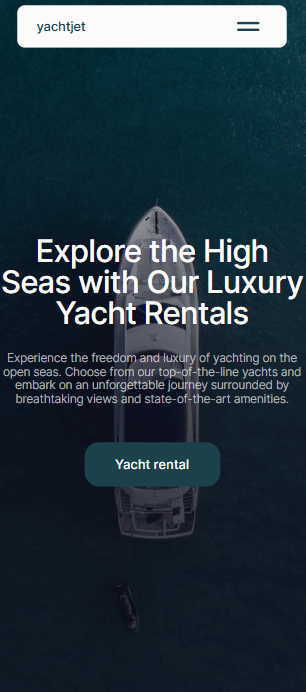 yachtjet
Explore the High
Seas with Our Luxury
Yacht Rentals
Experience the freedom and luxury of yachting on the
open seas. Choose from our top-of-the-line yachts and
embark on an unforgettable journey surrounded by
breathtaking views and state-of-the-art amenities.
Yacht rental